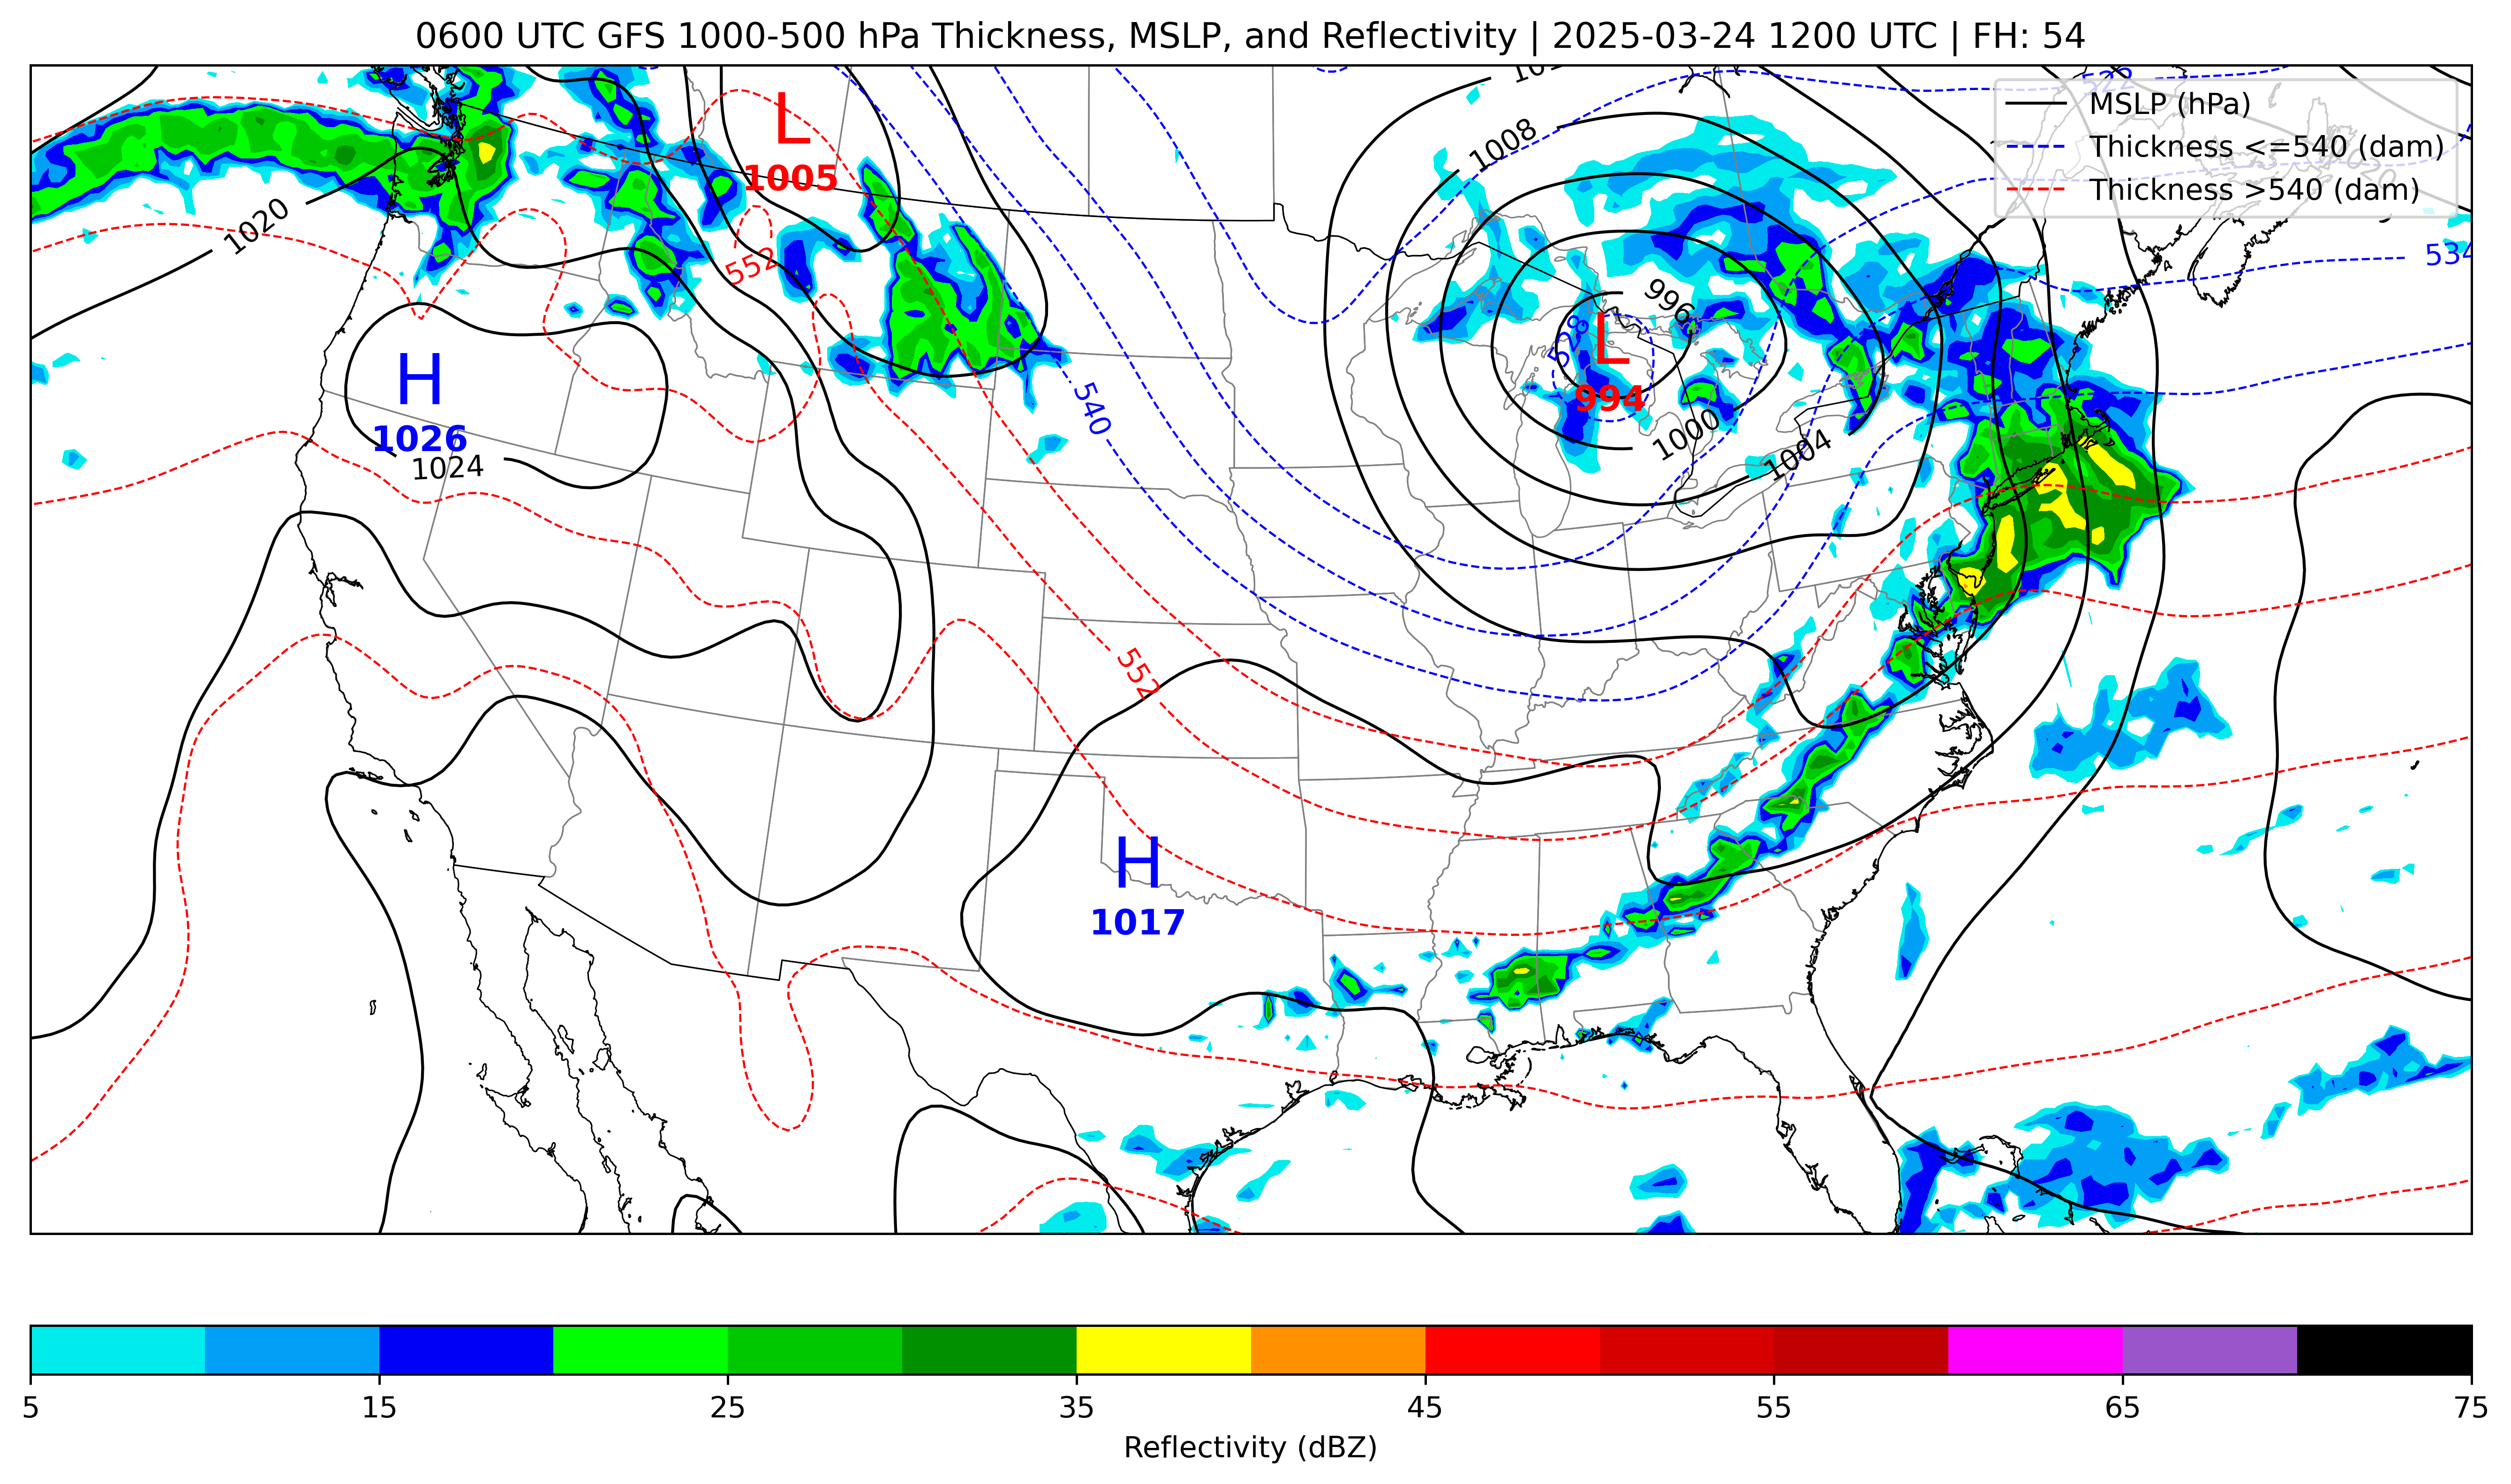 0600 UTC GFS 1000-500 hPa Thickness, MSLP, and Reflectivity | 2025-03-24 1200 UTC | FH: 54
MSLP (hPa)
Thickness <=540 (dam)
Thickness >540 (dam)
L
1005
1008
1020
534
552
996
528
L
994
H
1026
1024
540
1000
1004
552
H
1017
5 15 25 35 45 55 65 75
Reflectivity (dBZ)